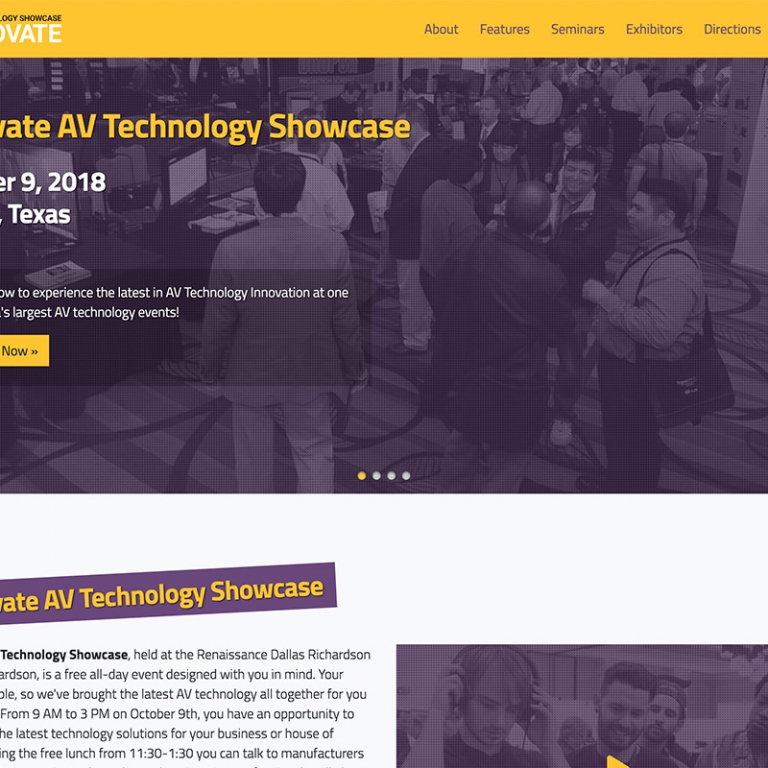 LOGY SHOWCASE
OVATE
About Features Seminars Exhibitors Directions
vate AV Technology Showcase
er 9, 2018
, Texas
ow to experience the latest in AV Technology Innovation at one
a's largest AV technology events!
Now »
vate AV Technology Showcase
Technology Showcase, held at the Renaissance Dallas Richardson
ardson, is a free all-day event designed with you in mind. Your
ble, so we've brought the latest AV technology all together for you
From 9 AM to 3 PM on October 9th, you have an opportunity to
he latest technology solutions for your business or house of
ing the free lunch from 11:30-1:30 you can talk to manufacturers